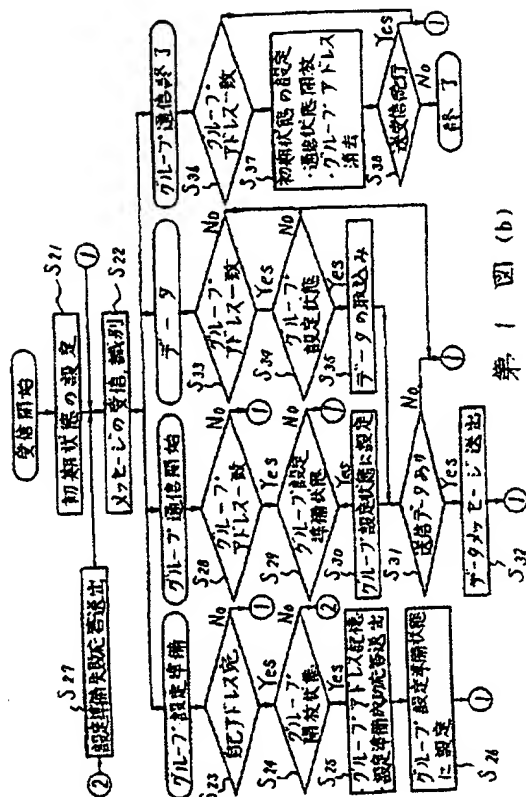 受信開始
初期状態の設定
S21
①
②
設定準備失敗応答送出
S27
メッセージの受信,識別
S22
グループ設定準備
自己アドレス宛
S23
No
①
Yes
グループ
開放状態
S24
No
②
Yes
・グループアドレス記憶
・設定準備成功応答送出
S25
グループ設定準備状態
に設定
S26
①
グループ通信開始
グループ
アドレス一致
S28
No
①
Yes
グループ設定
準備状態
S29
No
①
Yes
グループ設定状態に設定
S30
送信データあり
S31
No
①
Yes
データメッセージ送出
S32
①
データ
グループ
アドレス一致
S33
No
Yes
グループ
設定状態
S34
No
Yes
データの取込み
S35
グループ通信終了
グループ
アドレス一致
S36
初期状態の設定
・通信状態開放
・グループアドレス
消去
S37
送受信続行
S38
Yes
①
No
終了
第1図(b)